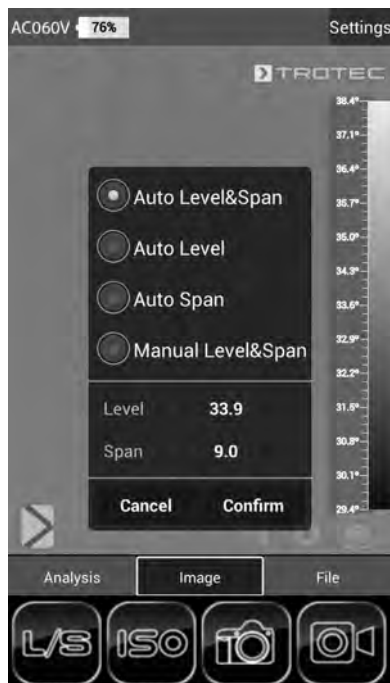 AC060V 76% Settings
TROTEC
38.4°
37.1°
36.4°
Auto Level&Span
35.7°
Auto Level
35.0°
34.3°
Auto Span
33.6°
Manual Level&Span
32.9°
32.2°
Level 33.9
31.5°
30.8°
Span 9.0
30.1°
Cancel Confirm
29.4°
Analysis Image File
L/S ISO